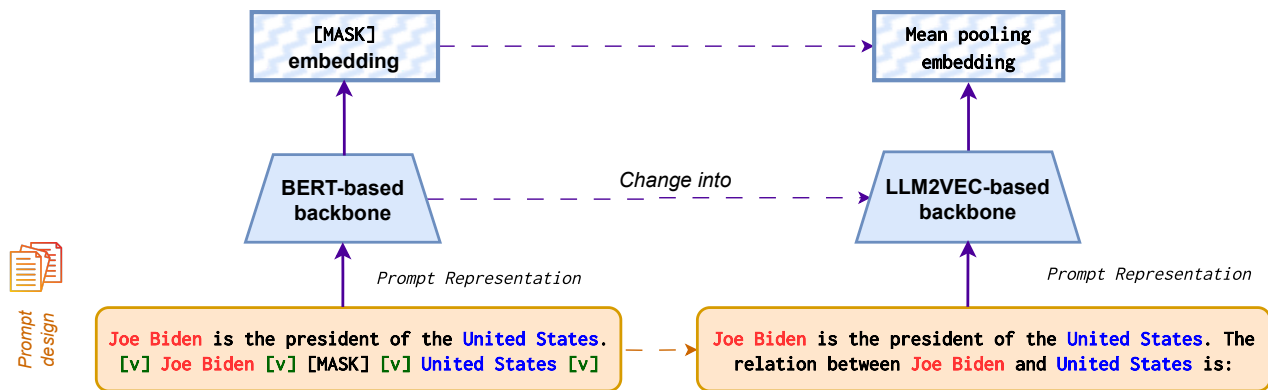 [MASK]
embedding
Mean pooling
embedding
BERT-based
backbone
Change into
LLM2VEC-based
backbone
Prompt Representation
Prompt Representation
Prompt
design
Joe Biden is the president of the United States.
[v] Joe Biden [v] [MASK] [v] United States [v]
Joe Biden is the president of the United States. The
relation between Joe Biden and United States is: